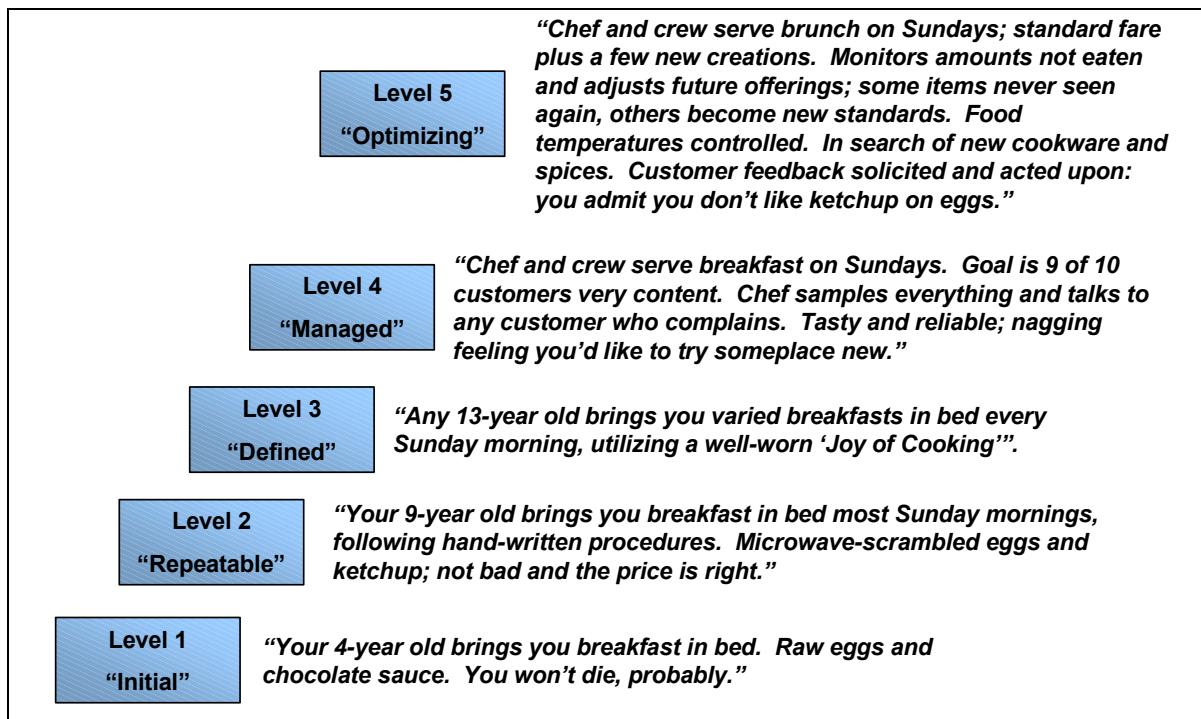 “Chef and crew serve brunch on Sundays; standard fare
plus a few new creations. Monitors amounts not eaten
and adjusts future offerings; some items never seen
again, others become new standards. Food
temperatures controlled. In search of new cookware and
spices. Customer feedback solicited and acted upon:
you admit you don’t like ketchup on eggs.”
Level 5
“Optimizing”
“Chef and crew serve breakfast on Sundays. Goal is 9 of 10
customers very content. Chef samples everything and talks to
any customer who complains. Tasty and reliable; nagging
feeling you’d like to try someplace new.”
Level 4
“Managed”
Level 3
“Defined”
“Any 13-year old brings you varied breakfasts in bed every
Sunday morning, utilizing a well-worn ‘Joy of Cooking’”.
Level 2
“Repeatable”
“Your 9-year old brings you breakfast in bed most Sunday mornings,
following hand-written procedures. Microwave-scrambled eggs and
ketchup; not bad and the price is right.”
Level 1
“Initial”
“Your 4-year old brings you breakfast in bed. Raw eggs and
chocolate sauce. You won’t die, probably.”